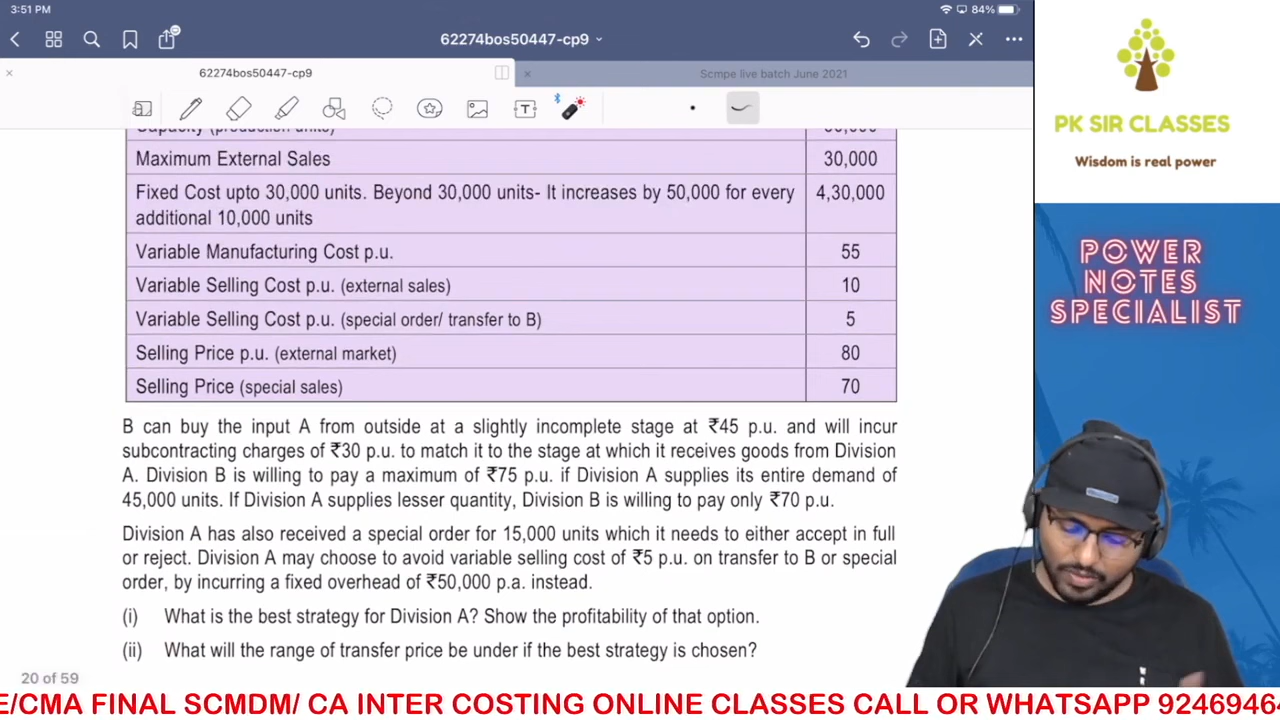 3:51 PM
84%
62274bos50447-cp9
62274bos50447-cp9
Scmpe live batch June 2021
PK SIR CLASSES
Wisdom is real power
POWER
NOTES
SPECIALIST
Capacity (production units)
Maximum External Sales 30,000
Fixed Cost upto 30,000 units. Beyond 30,000 units- It increases by 50,000 for every 4,30,000
additional 10,000 units
Variable Manufacturing Cost p.u. 55
Variable Selling Cost p.u. (external sales) 10
Variable Selling Cost p.u. (special order/ transfer to B) 5
Selling Price p.u. (external market) 80
Selling Price (special sales) 70
B can buy the input A from outside at a slightly incomplete stage at ₹45 p.u. and will incur
subcontracting charges of ₹30 p.u. to match it to the stage at which it receives goods from Division
A. Division B is willing to pay a maximum of ₹75 p.u. if Division A supplies its entire demand of
45,000 units. If Division A supplies lesser quantity, Division B is willing to pay only ₹70 p.u.
Division A has also received a special order for 15,000 units which it needs to either accept in full
or reject. Division A may choose to avoid variable selling cost of ₹5 p.u. on transfer to B or special
order, by incurring a fixed overhead of ₹50,000 p.a. instead.
(i) What is the best strategy for Division A? Show the profitability of that option.
(ii) What will the range of transfer price be under if the best strategy is chosen?
20 of 59
E/CMA FINAL SCMDM/ CA INTER COSTING ONLINE CLASSES CALL OR WHATSAPP 92469464